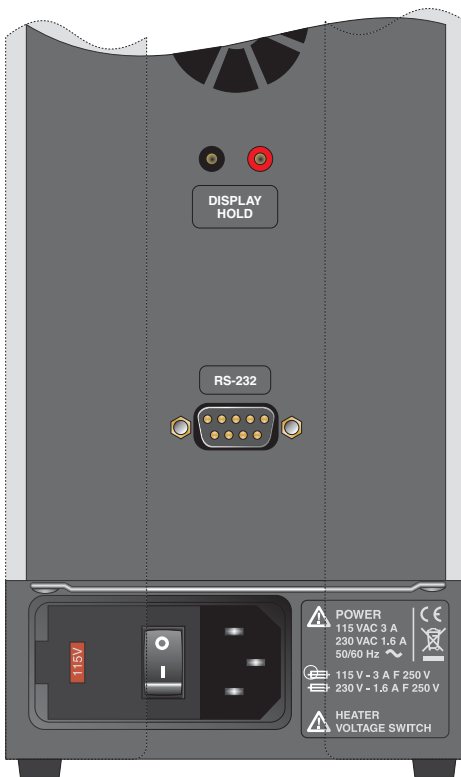 DISPLAY
HOLD
RS-232
115V
O
I
POWER
115 VAC 3 A
230 VAC 1.6 A
50/60 Hz ~
CE
115 V - 3 A F 250 V
230 V - 1.6 A F 250 V
HEATER
VOLTAGE SWITCH